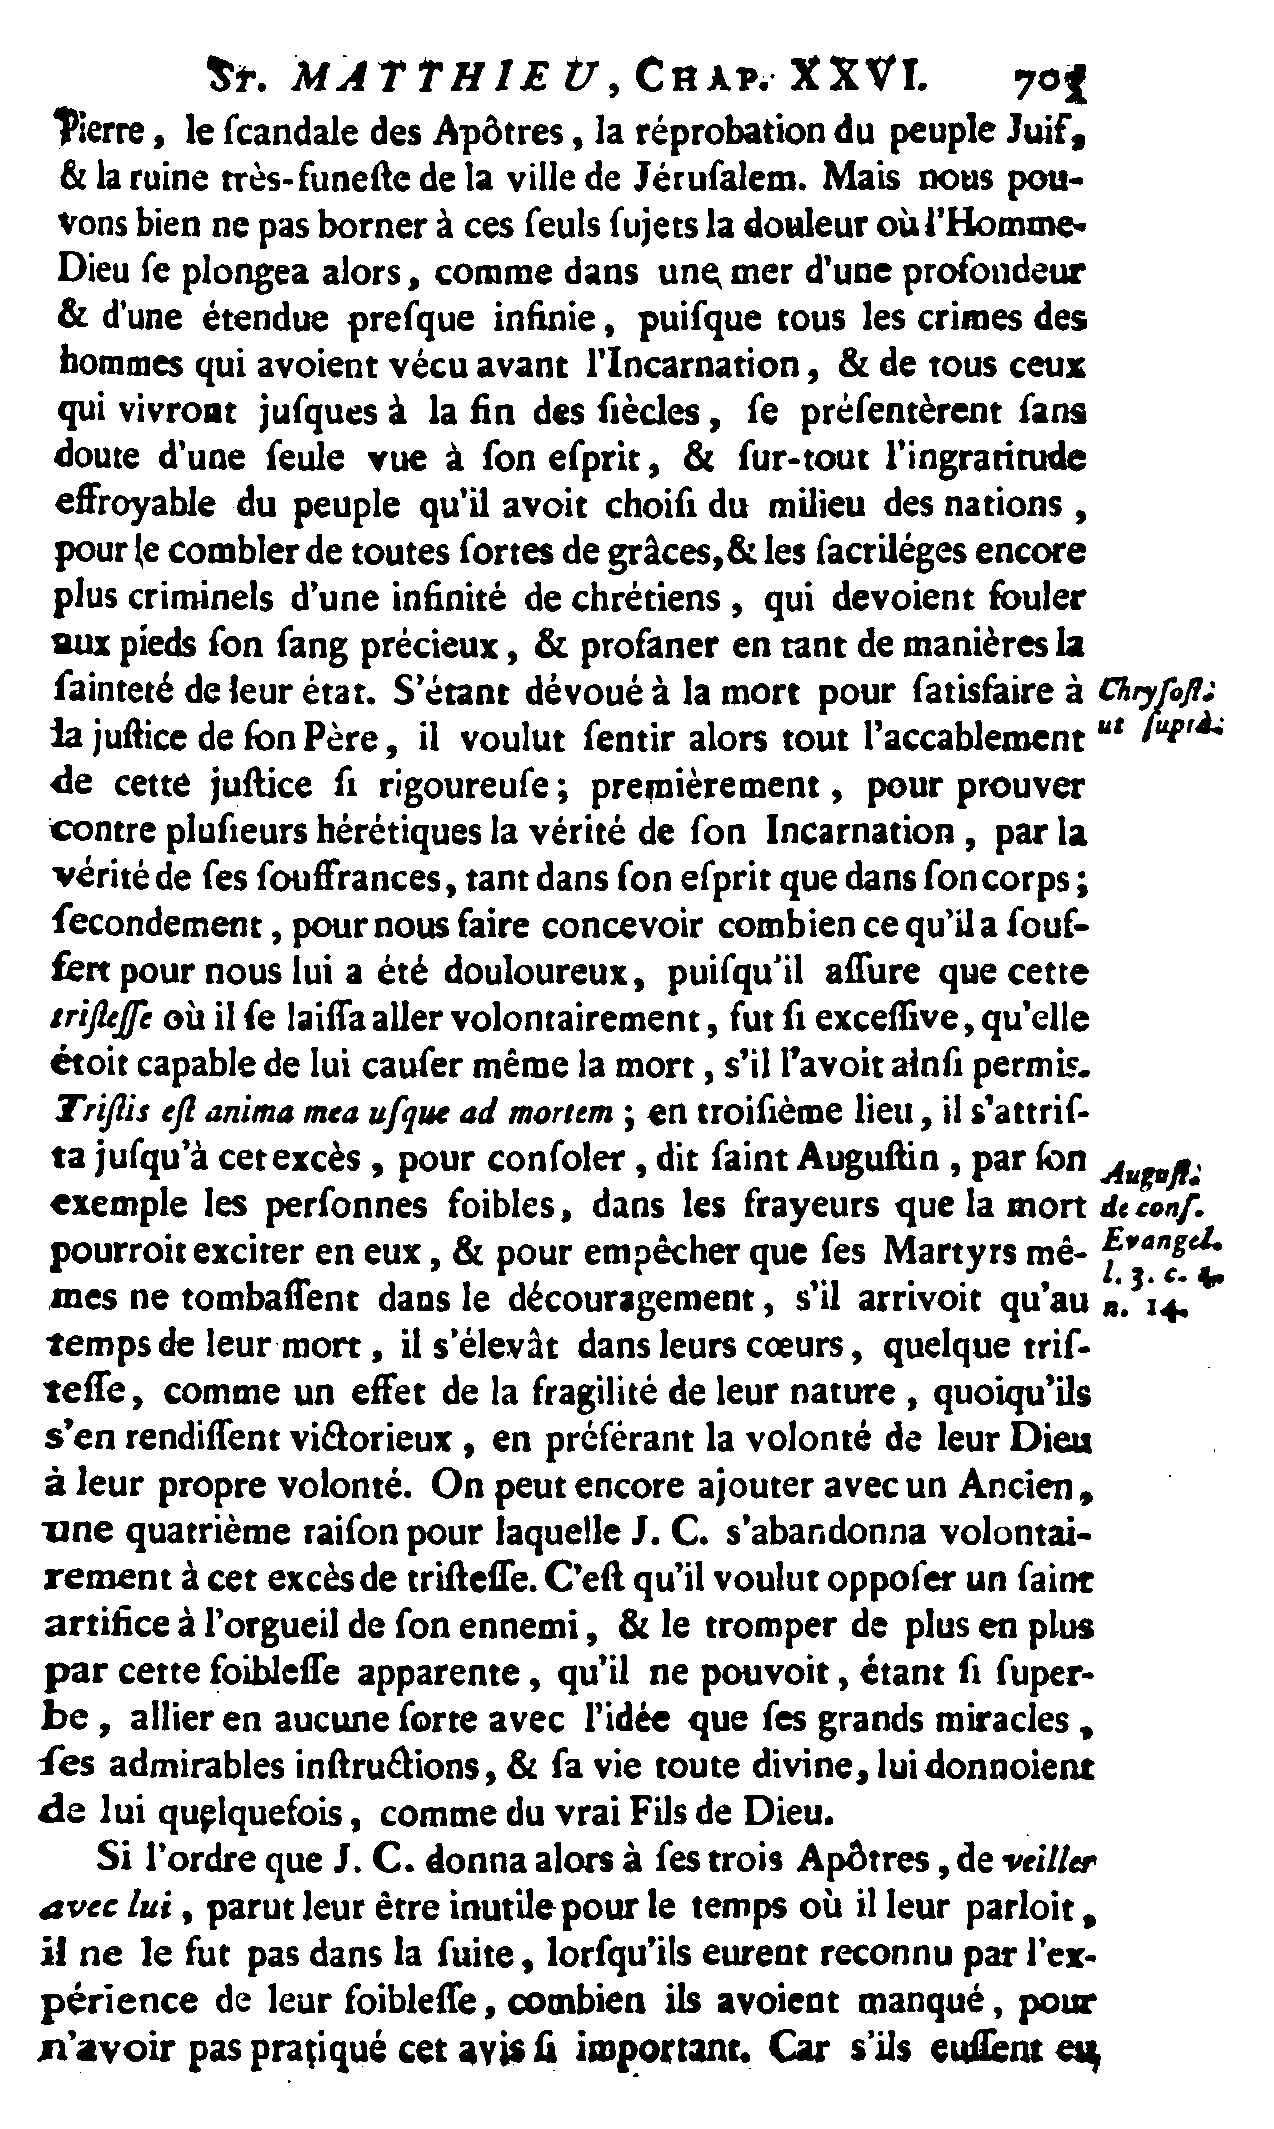 St. MATTHIEU, CHAP. XXVI.
Pierre, le ſcandale des Apôtres, la réprobation du peuple Juif,
& la ruine très-funeſte de la ville de Jéruſalem. Mais nous pou-
vons bien ne pas borner à ces ſeuls ſujets la douleur où l'Homme-
Dieu ſe plongea alors, comme dans une mer d'une profondeur
& d'une étendue preſque infinie, puiſque tous les crimes des
hommes qui avoient vécu avant l'Incarnation, & de tous ceux
qui vivront juſques à la fin des ſiècles, ſe préſentèrent ſans
doute d'une ſeule vue à ſon eſprit, & ſur-tout l'ingratitude
effroyable du peuple qu'il avoit choiſi du milieu des nations,
pour le combler de toutes ſortes de grâces, & les ſacriléges encore
plus criminels d'une infinité de chrétiens, qui devoient fouler
aux pieds ſon ſang précieux, & profaner en tant de manières la
ſainteté de leur état. S'étant dévoué à la mort pour ſatisfaire à
Chryſoſt.
la juſtice de ſon Père, il voulut ſentir alors tout l'accablement
ut ſuprà.
de cette juſtice ſi rigoureuſe; premièrement, pour prouver
contre pluſieurs hérétiques la vérité de ſon Incarnation, par la
vérité de ſes ſouffrances, tant dans ſon eſprit que dans ſon corps;
ſecondement, pour nous faire concevoir combien ce qu'il a ſouf-
fert pour nous lui a été douloureux, puiſqu'il aſſure que cette
triſteſſe où il ſe laiſſa aller volontairement, fut ſi exceſſive, qu'elle
étoit capable de lui cauſer même la mort, s'il l'avoit ainſi permis.
Triſtis eſt anima mea uſque ad mortem; en troiſième lieu, il s'attriſ-
ta juſqu'à cet excès, pour conſoler, dit ſaint Auguſtin, par ſon
Auguſt.
exemple les perſonnes foibles, dans les frayeurs que la mort
de conſ.
pourroit exciter en eux, & pour empêcher que ſes Martyrs mê-
Evangel.
l. 3. c. 4.
mes ne tombaſſent dans le découragement, s'il arrivoit qu'au
n. 14.
temps de leur mort, il s'élevât dans leurs cœurs, quelque triſ-
teſſe, comme un effet de la fragilité de leur nature, quoiqu'ils
s'en rendiſſent victorieux, en préférant la volonté de leur Dieu
à leur propre volonté. On peut encore ajouter avec un Ancien,
une quatrième raiſon pour laquelle J. C. s'abandonna volontai-
rement à cet excès de triſteſſe. C'eſt qu'il voulut oppoſer un ſaint
artifice à l'orgueil de ſon ennemi, & le tromper de plus en plus
par cette foibleſſe apparente, qu'il ne pouvoit, étant ſi ſuper-
be, allier en aucune ſorte avec l'idée que ſes grands miracles,
ſes admirables inſtructions, & ſa vie toute divine, lui donnoient
de lui quelquefois, comme du vrai Fils de Dieu.
Si l'ordre que J. C. donna alors à ſes trois Apôtres, de veiller
avec lui, parut leur être inutile pour le temps où il leur parloit,
il ne le fut pas dans la ſuite, lorſqu'ils eurent reconnu par l'ex-
périence de leur foibleſſe, combien ils avoient manqué, pour
n'avoir pas pratiqué cet avis ſi important. Car s'ils euſſent eu